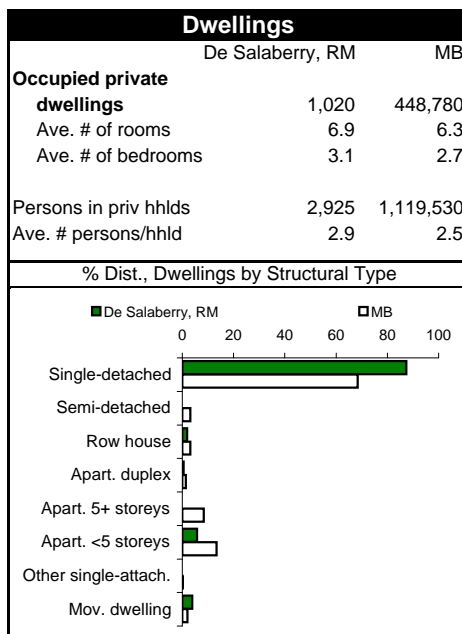 Dwellings
De Salaberry, RM MB
Occupied private
dwellings 1,020 448,780
Ave. # of rooms 6.9 6.3
Ave. # of bedrooms 3.1 2.7
Persons in priv hhlds 2,925 1,119,530
Ave. # persons/hhld 2.9 2.5
% Dist., Dwellings by Structural Type
De Salaberry, RM MB
0 20 40 60 80 100
Single-detached
Semi-detached
Row house
Apart. duplex
Apart. 5+ storeys
Apart. <5 storeys
Other single-attach.
Mov. dwelling